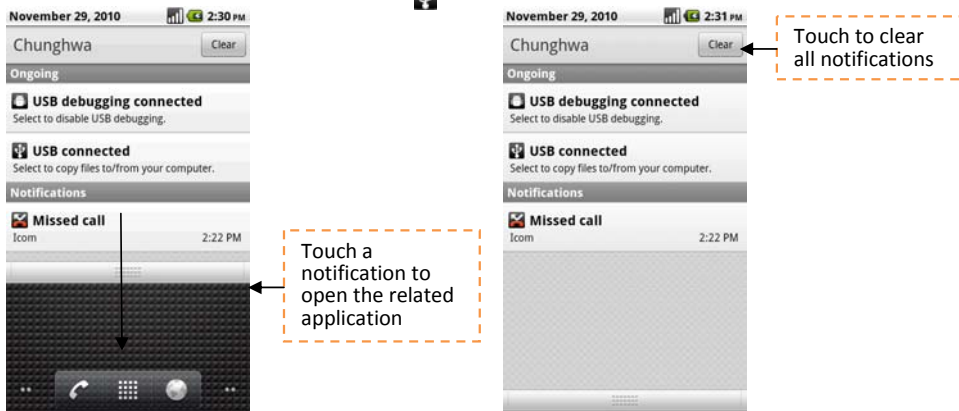 November 29, 2010 2:30 PM
Chunghwa Clear
Ongoing
USB debugging connected
Select to disable USB debugging.
USB connected
Select to copy files to/from your computer.
Notifications
Missed call
Icom 2:22 PM
Touch a
notification to
open the related
application
November 29, 2010 2:31 PM
Chunghwa Clear
Ongoing
USB debugging connected
Select to disable USB debugging.
USB connected
Select to copy files to/from your computer.
Notifications
Missed call
Icom 2:22 PM
Touch to clear
all notifications